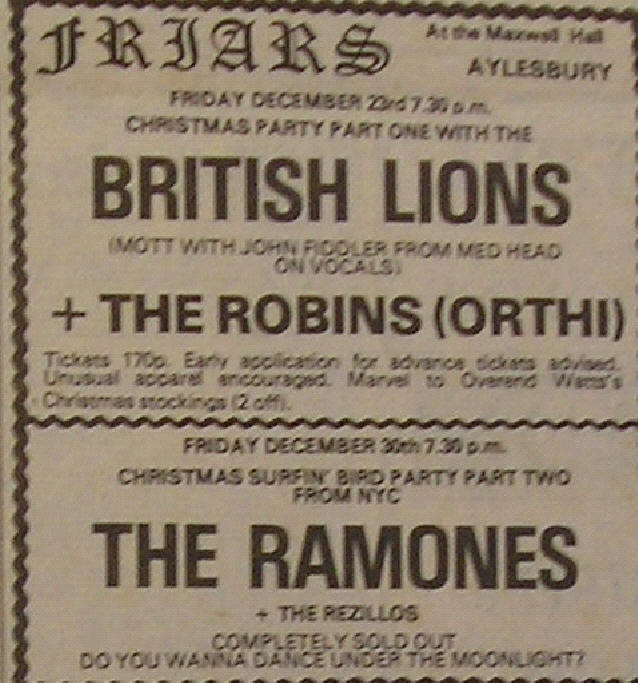 FRIARS
At the Maxwell Hall
AYLESBURY
FRIDAY DECEMBER 23rd 7.30 p.m.
CHRISTMAS PARTY PART ONE WITH THE
BRITISH LIONS
(MOTT WITH JOHN FIDDLER FROM MED HEAD
ON VOCALS)
+ THE ROBINS (ORTHI)
Tickets 170p. Early application for advance tickets advised.
Unusual apparel encouraged. Marvel to Overend Watts's
Christmas stockings (2 off).
FRIDAY DECEMBER 30th 7.30 p.m.
CHRISTMAS SURFIN' BIRD PARTY PART TWO
FROM NYC
THE RAMONES
+ THE REZILLOS
COMPLETELY SOLD OUT
DO YOU WANNA DANCE UNDER THE MOONLIGHT?